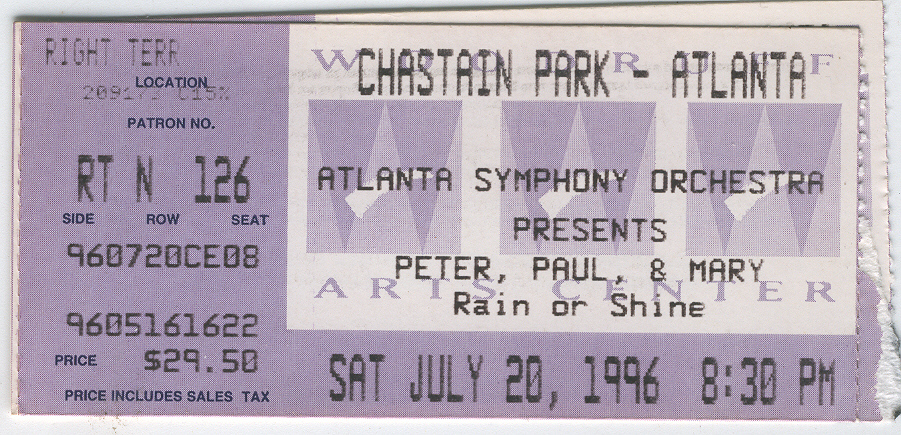 RIGHT TERR
LOCATION
PATRON NO.
RT N 126
SIDE ROW SEAT
960720CE08
9605161622
PRICE $29.50
PRICE INCLUDES SALES TAX
CHASTAIN PARK - ATLANTA
ATLANTA SYMPHONY ORCHESTRA
PRESENTS
PETER, PAUL, & MARY
ARTS CENTER
Rain or Shine
SAT JULY 20, 1996 8:30 PM